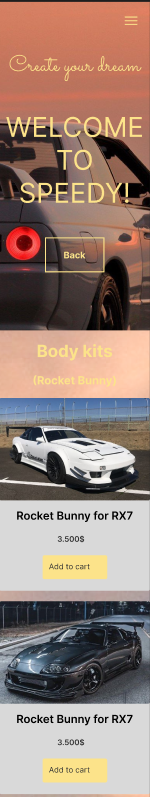 Create your dream
WELCOME
TO
SPEEDY!
Back
Body kits
(Rocket Bunny)
Rocket Bunny for RX7
3.500$
Add to cart
Rocket Bunny for RX7
3.500$
Add to cart